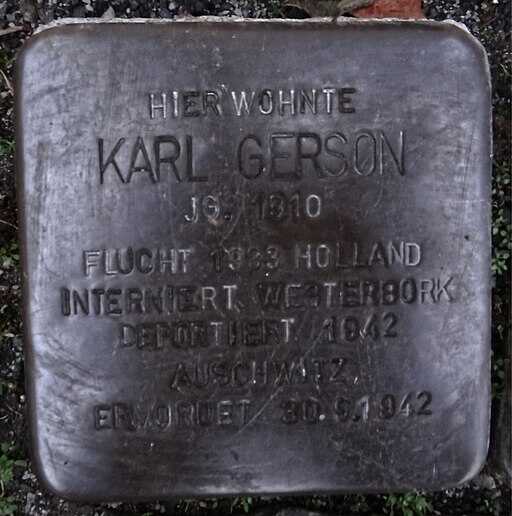 HIER WOHNTE
KARL GERSON
JG. 1910
FLUCHT 1933 HOLLAND
INTERNIERT WESTERBORK
DEPORTIERT 1942
AUSCHWITZ
ERMORDET 30.9.1942